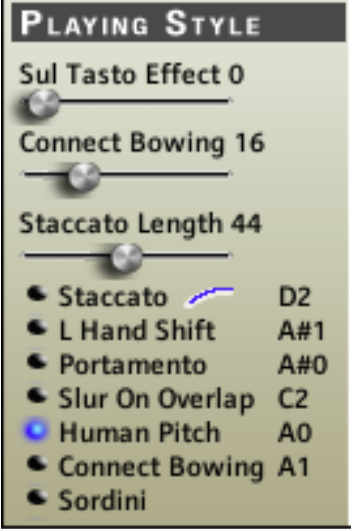 PLAYING STYLE
Sul Tasto Effect 0
Connect Bowing 16
Staccato Length 44
Staccato D2
L Hand Shift A#1
Portamento A#0
Slur On Overlap C2
Human Pitch A0
Connect Bowing A1
Sordini